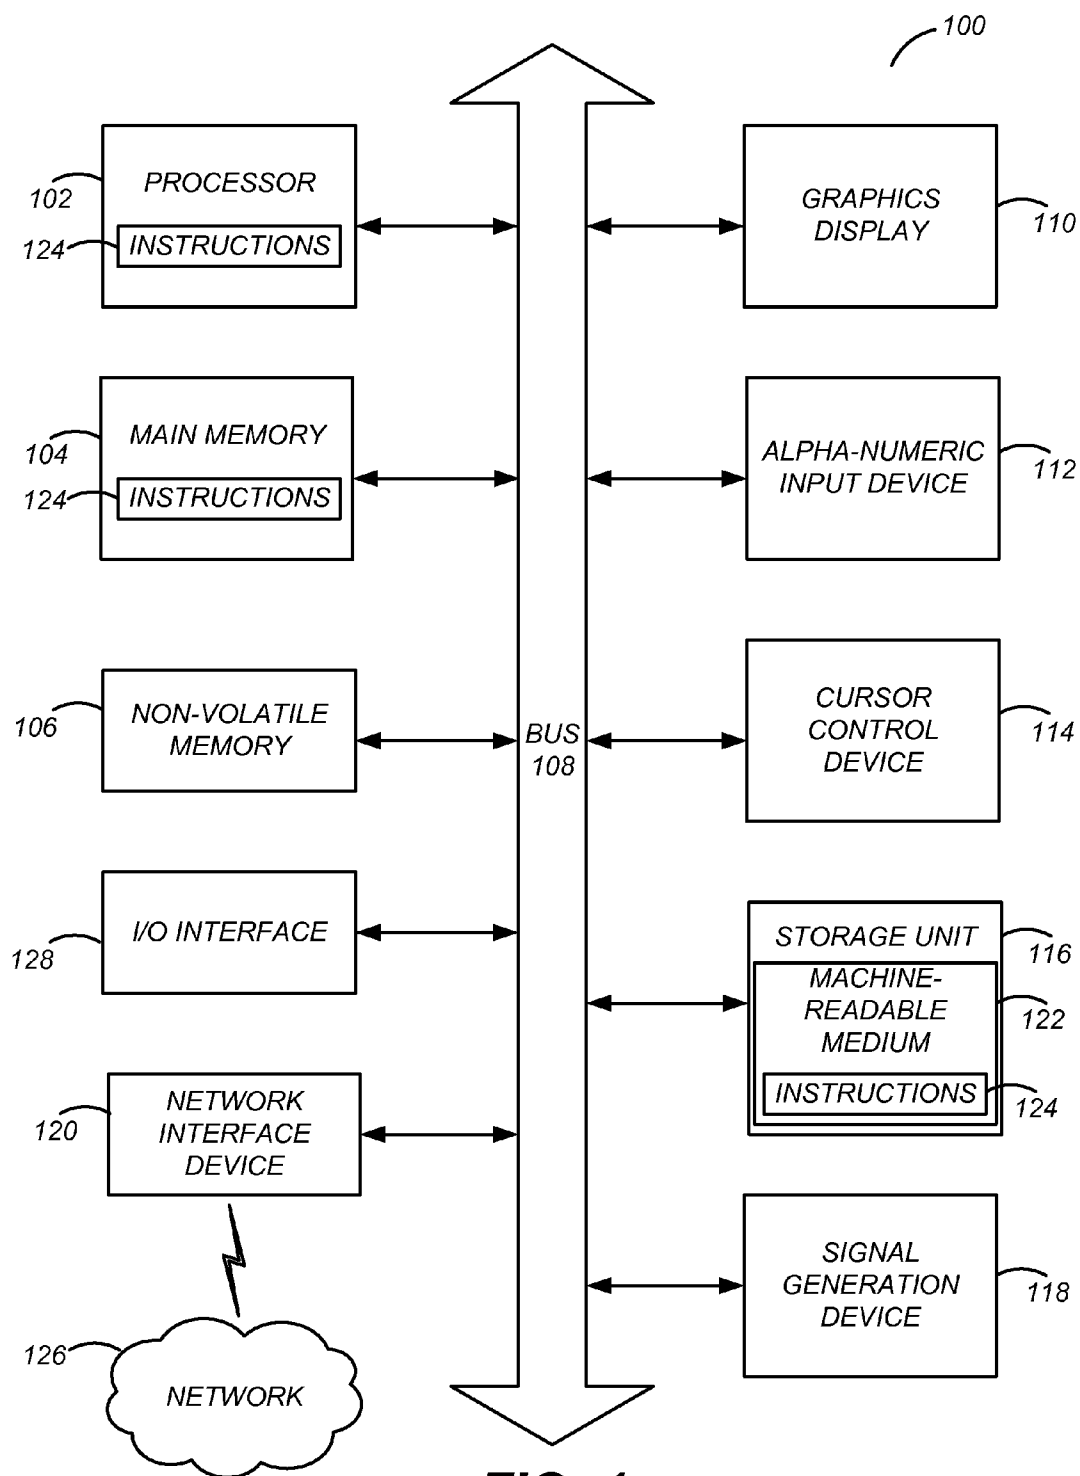 100
PROCESSOR
102
124
INSTRUCTIONS
GRAPHICS
DISPLAY
110
MAIN MEMORY
104
124
INSTRUCTIONS
ALPHA-NUMERIC
INPUT DEVICE
112
NON-VOLATILE
MEMORY
106
BUS
108
CURSOR
CONTROL
DEVICE
114
I/O INTERFACE
128
STORAGE UNIT
116
MACHINE-
READABLE
MEDIUM
122
INSTRUCTIONS
124
NETWORK
INTERFACE
DEVICE
120
SIGNAL
GENERATION
DEVICE
118
126
NETWORK